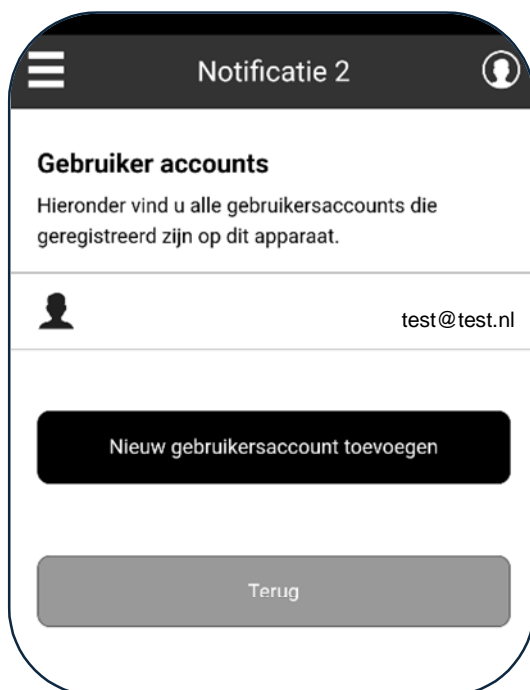 Notificatie 2
Gebruiker accounts
Hieronder vind u alle gebruikersaccounts die
geregistreerd zijn op dit apparaat.
test@test.nl
Nieuw gebruikersaccount toevoegen
Terug